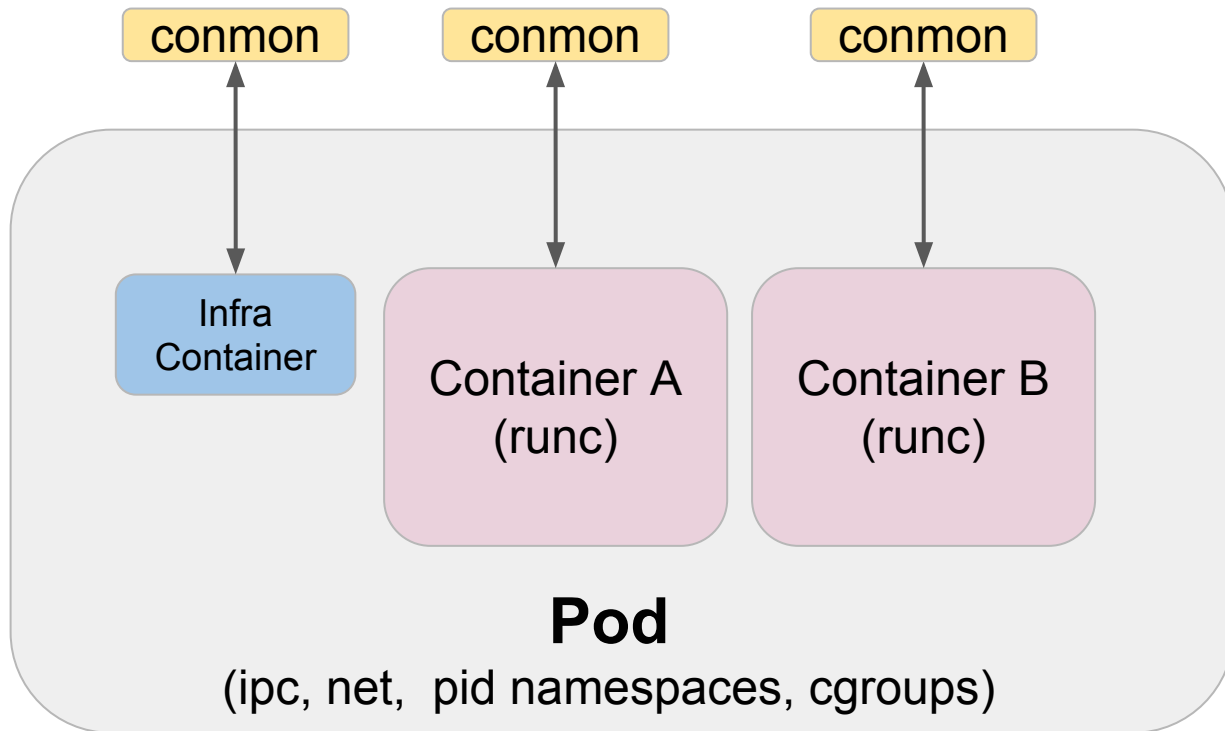 conmon
conmon
conmon
Infra
Container
Container A
(runc)
Container B
(runc)
Pod
(ipc, net,  pid namespaces, cgroups)